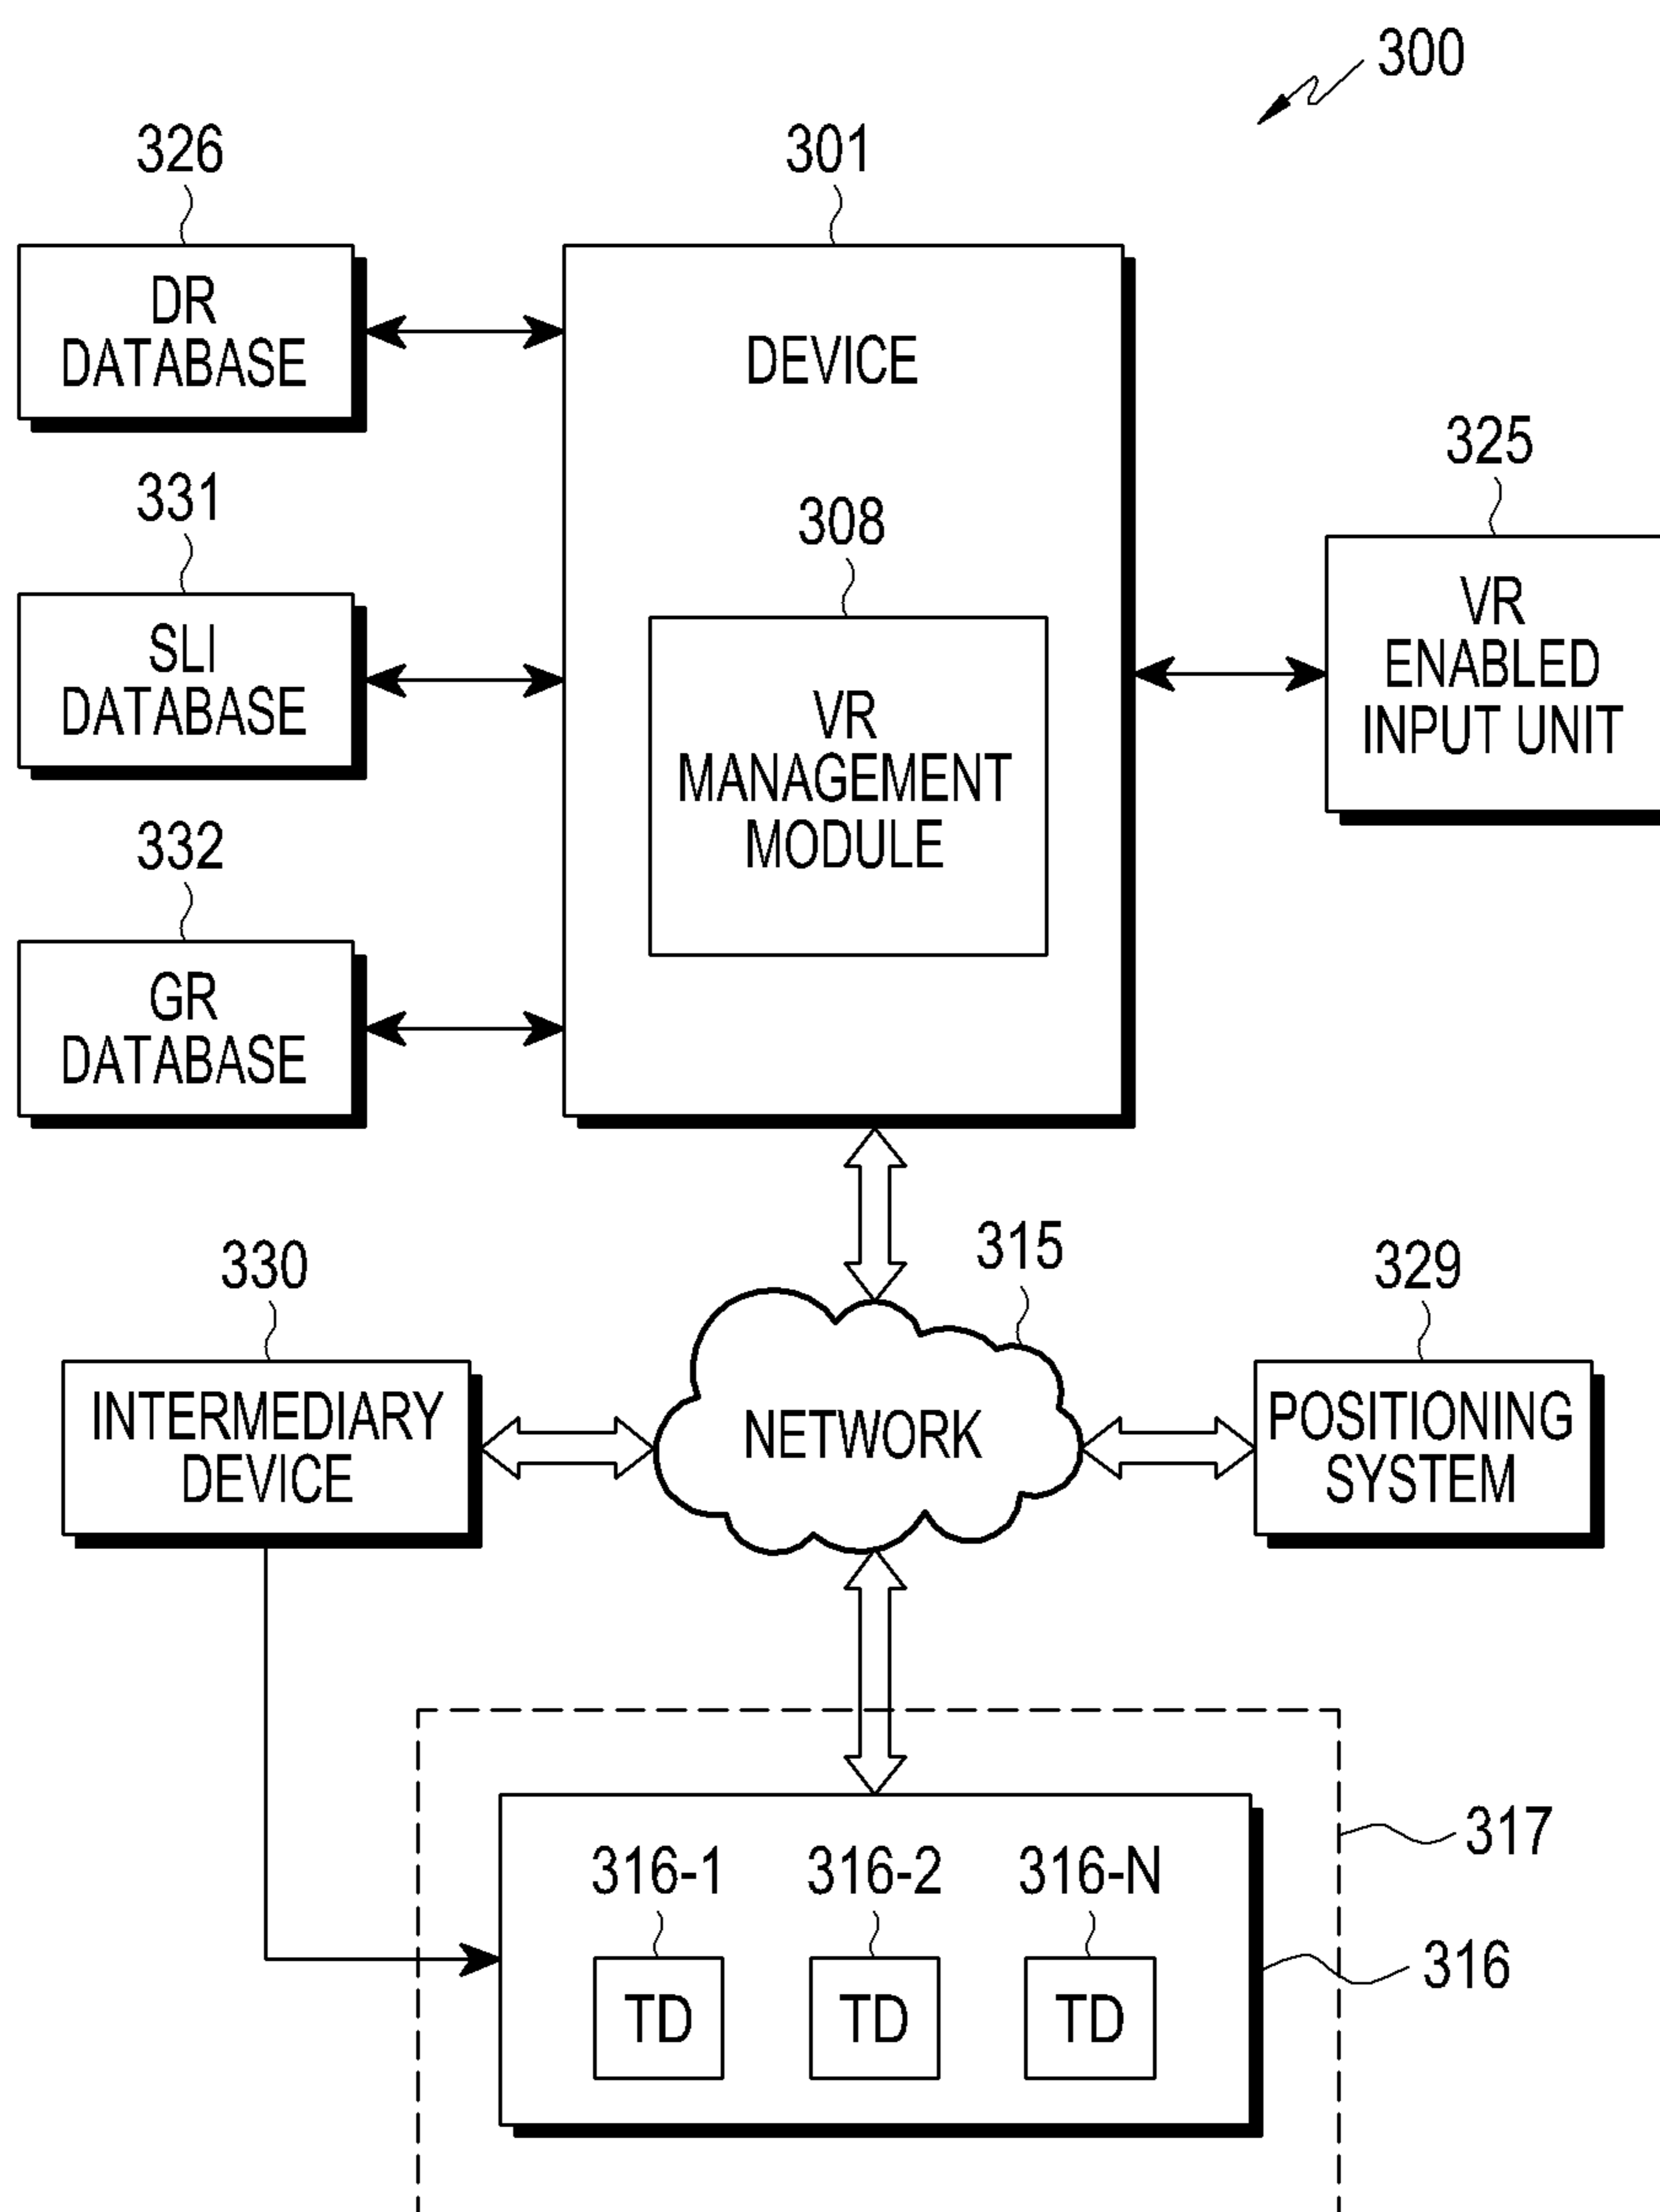 300
326
301
DR
DATABASE
DEVICE
325
331
308
VR
ENABLED
INPUT UNIT
SLI
DATABASE
VR
MANAGEMENT
MODULE
332
GR
DATABASE
330
315
329
INTERMEDIARY
DEVICE
NETWORK
POSITIONING
SYSTEM
317
316-1 316-2 316-N
316
TD TD TD